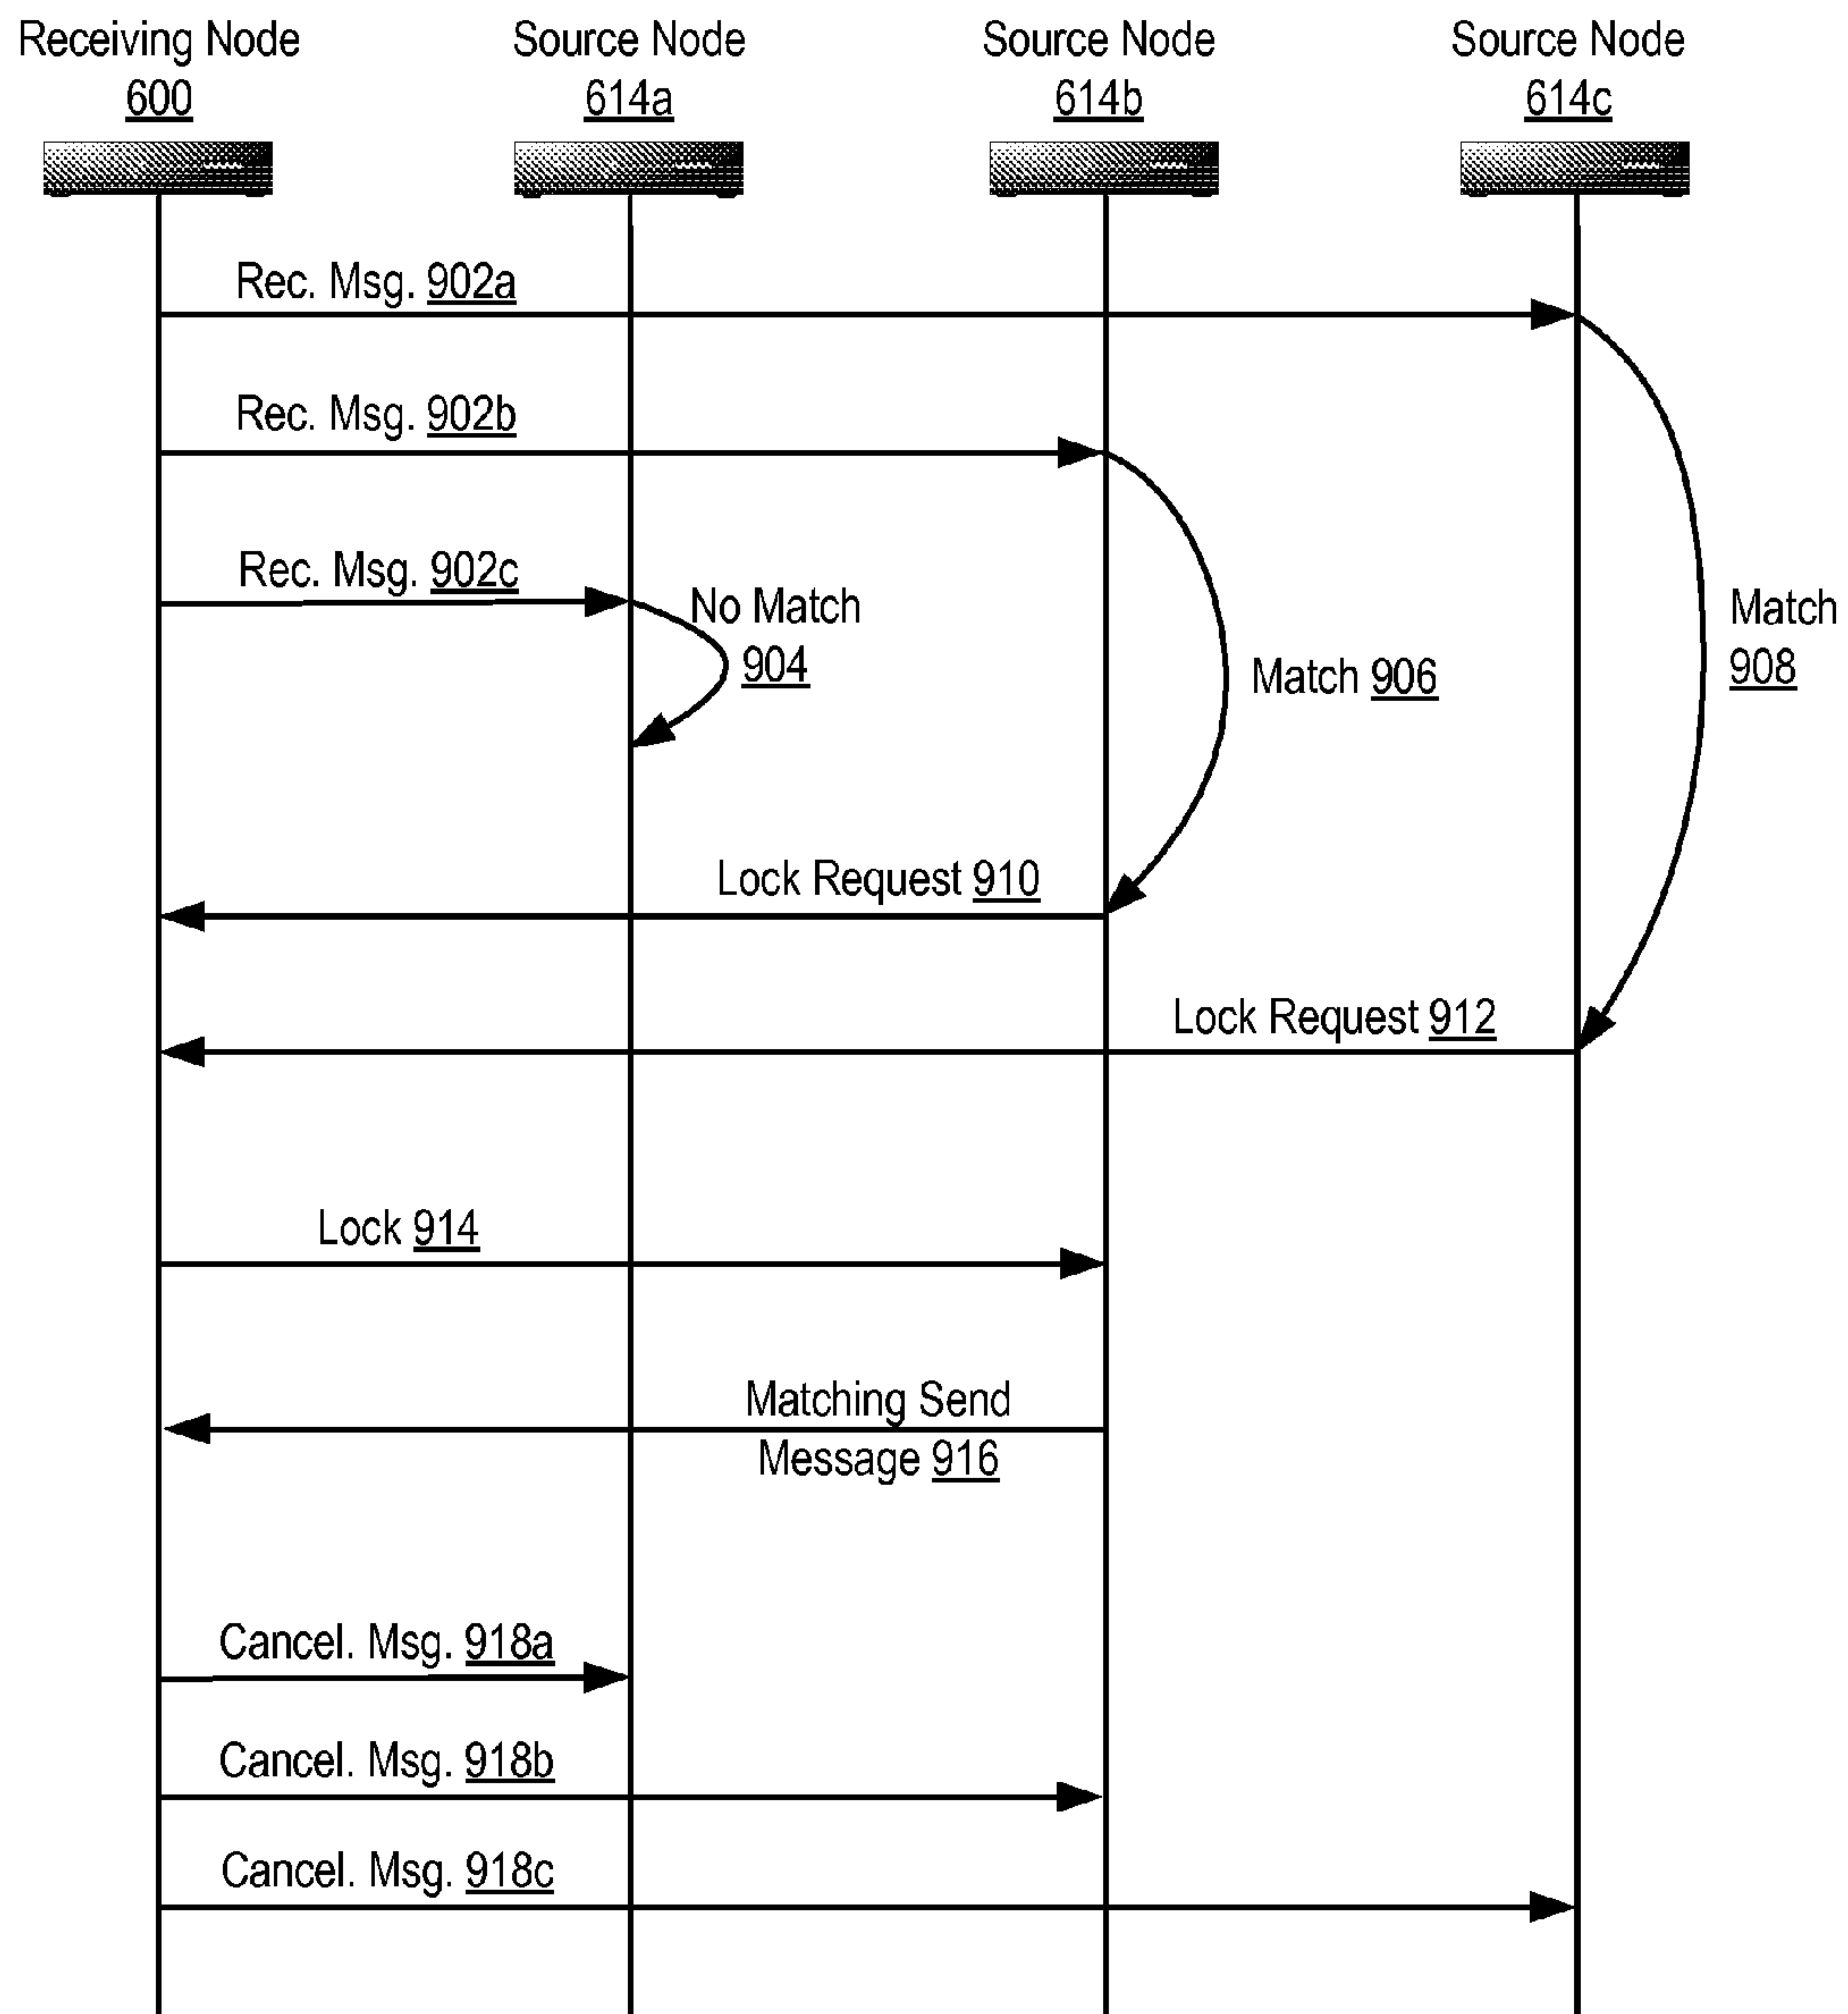 Receiving Node
600
Source Node
614a
Source Node
614b
Source Node
614c
Rec. Msg. 902a
Rec. Msg. 902b
Rec. Msg. 902c
No Match
904
Match 906
Match
908
Lock Request 910
Lock Request 912
Lock 914
Matching Send
Message 916
Cancel. Msg. 918a
Cancel. Msg. 918b
Cancel. Msg. 918c